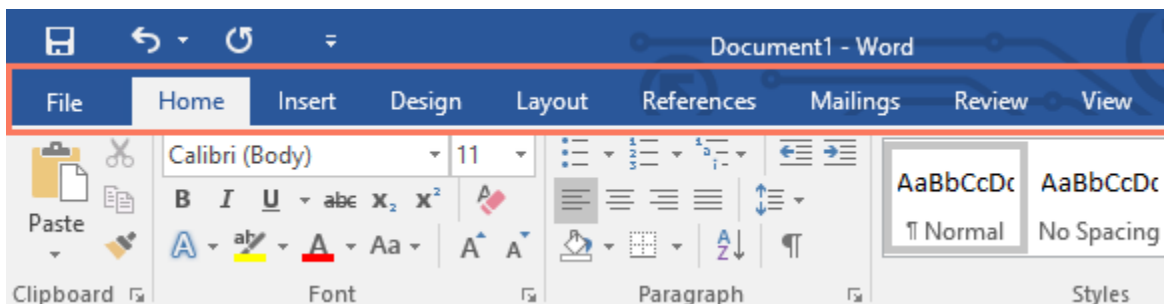 Document1 - Word
File Home Insert Design Layout References Mailings Review View
Calibri (Body) 11
B I U abc X₂ X²
A ab A Aa A A
Paste
AaBbCcDc AaBbCcDc
¶ Normal No Spacing
Clipboard Font Paragraph Styles